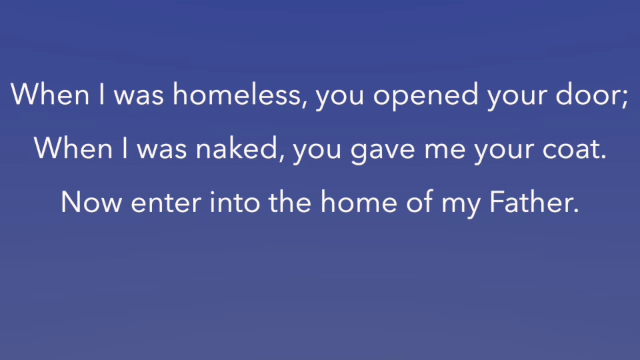 When I was homeless, you opened your door;
When I was naked, you gave me your coat.
Now enter into the home of my Father.